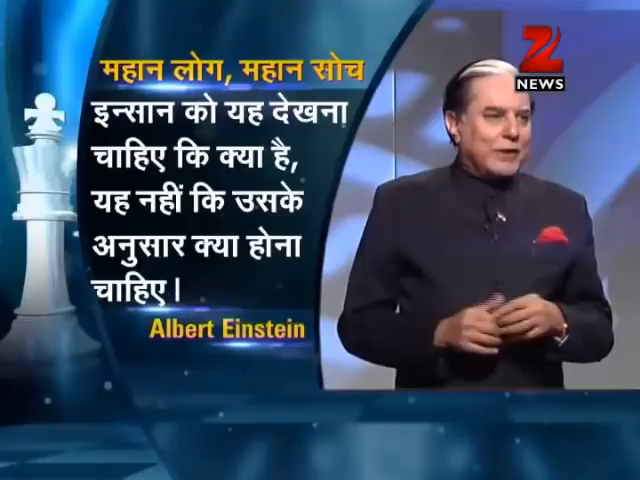 महान लोग, महान सोच
इन्सान को यह देखना
चाहिए कि क्या है,
यह नहीं कि उसके
अनुसार क्या होना
चाहिए।
Albert Einstein
Z
NEWS